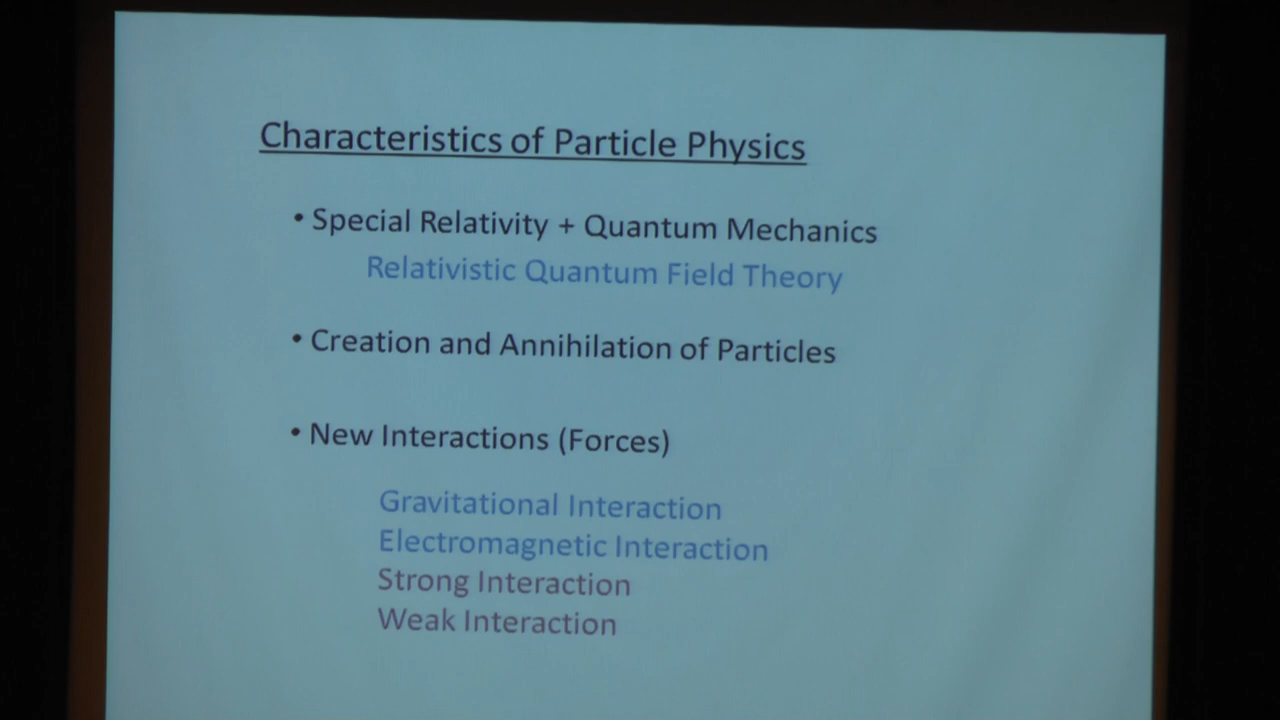 Characteristics of Particle Physics
• Special Relativity + Quantum Mechanics
Relativistic Quantum Field Theory
• Creation and Annihilation of Particles
• New Interactions (Forces)
Gravitational Interaction
Electromagnetic Interaction
Strong Interaction
Weak Interaction